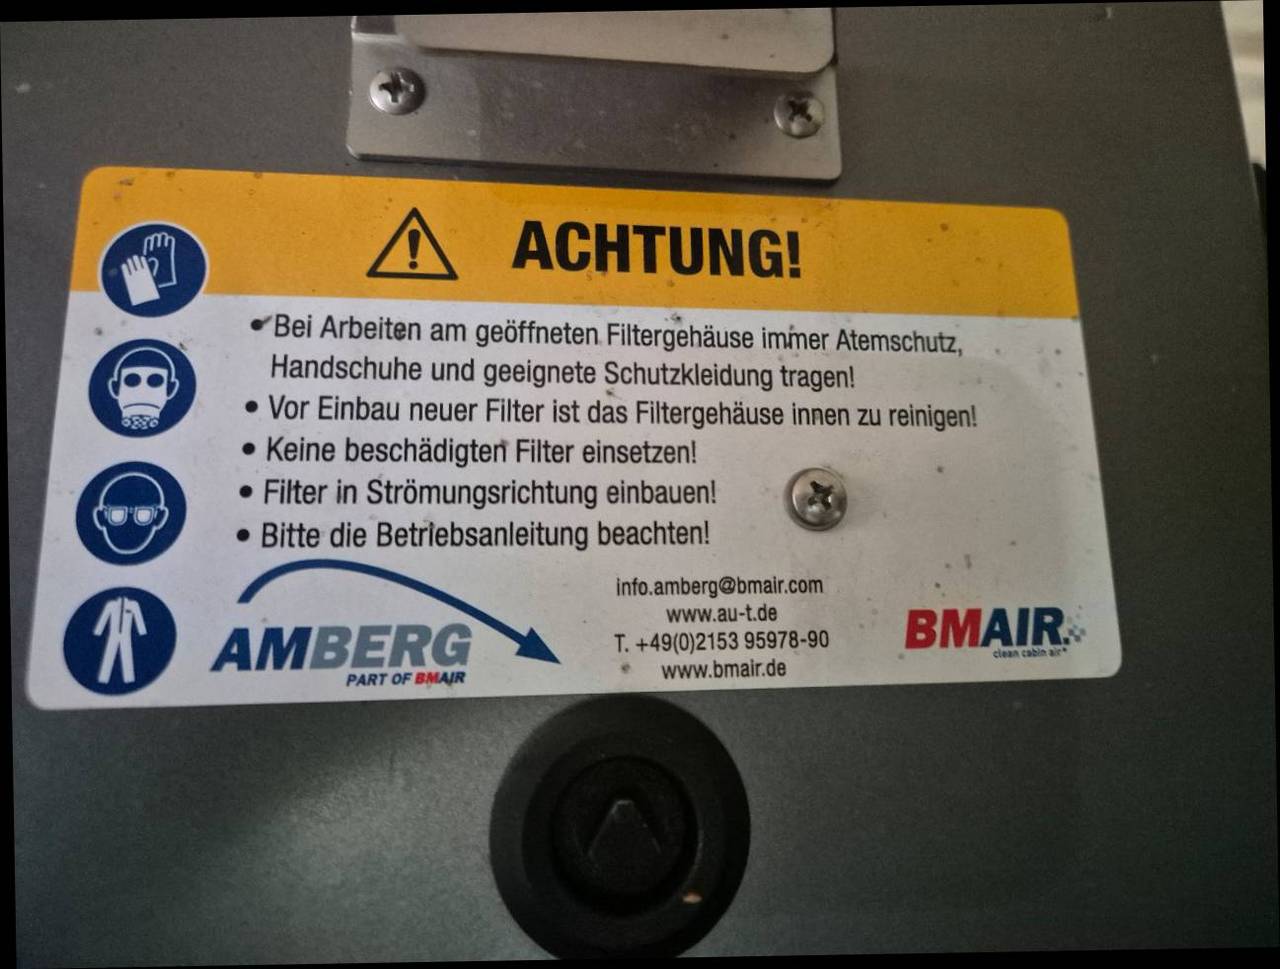 ACHTUNG!
• Bei Arbeiten am geöffneten Filtergehäuse immer Atemschutz,
Handschuhe und geeignete Schutzkleidung tragen!
• Vor Einbau neuer Filter ist das Filtergehäuse innen zu reinigen!
• Keine beschädigten Filter einsetzen!
• Filter in Strömungsrichtung einbauen!
• Bitte die Betriebsanleitung beachten!
AMBERG
PART OF BMAIR
info.amberg@bmair.com
www.au-t.de
T. +49(0)2153 95978-90
www.bmair.de
BMAIR.
clean cabin air®